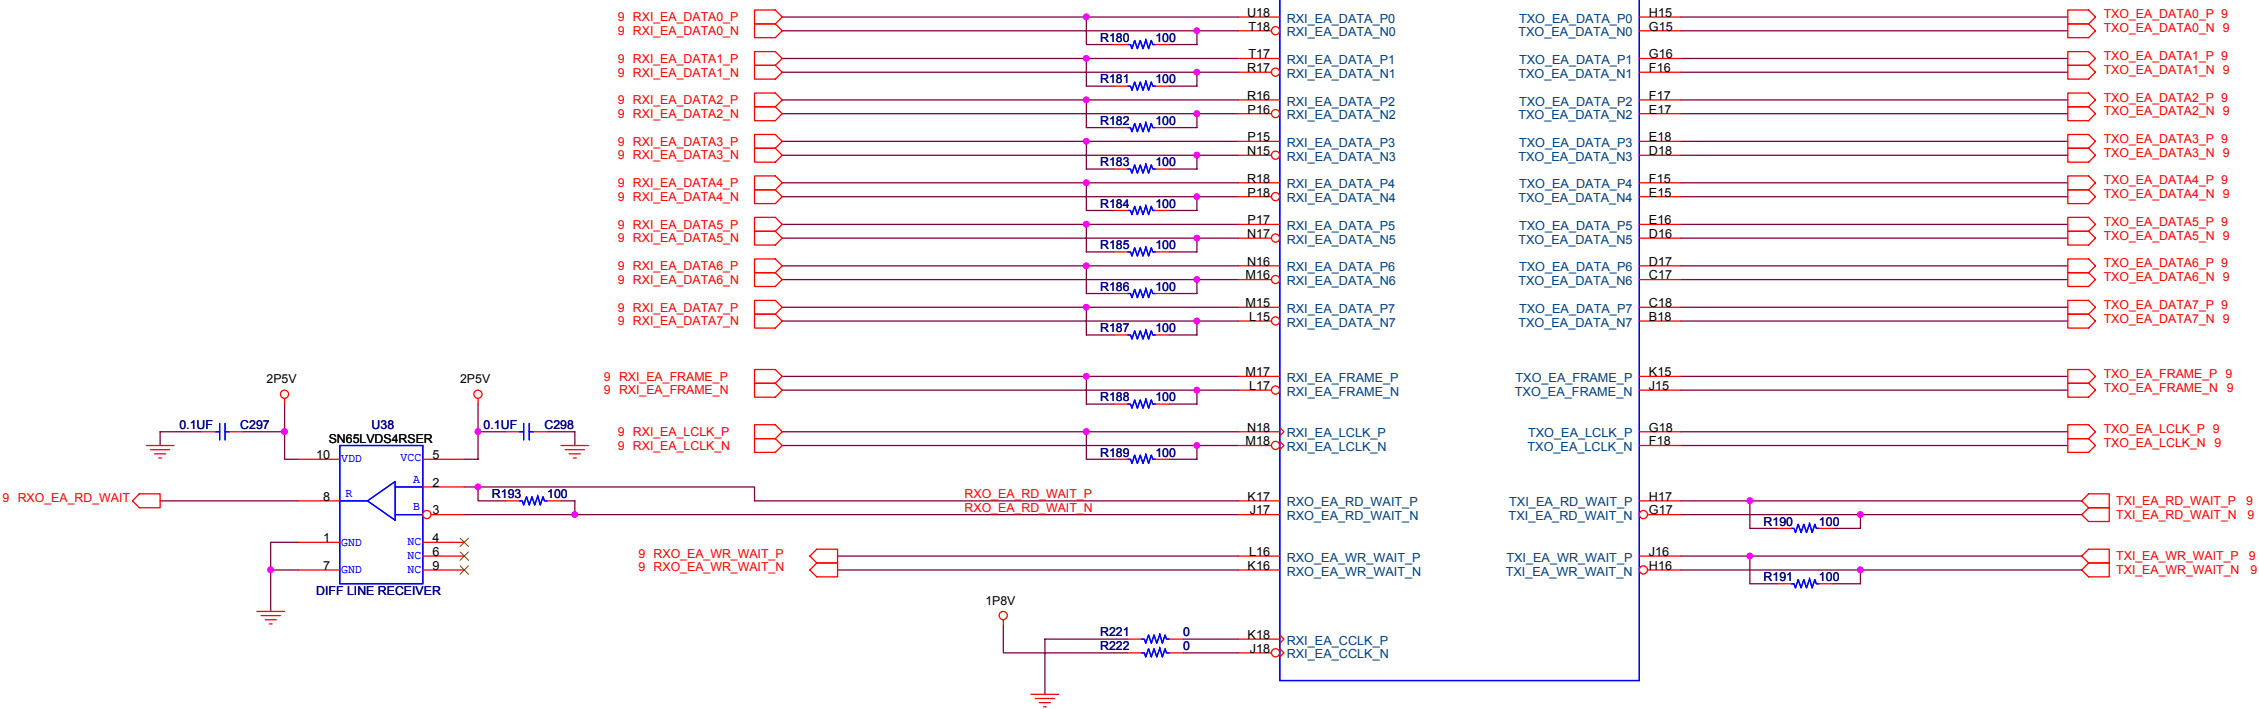 9 RXI_EA_DATA0_P U18 RXI_EA_DATA_P0 TXO_EA_DATA_P0 H15 TXO_EA_DATA0_P 9
9 RXI_EA_DATA0_N T18 RXI_EA_DATA_N0 TXO_EA_DATA_N0 G15 TXO_EA_DATA0_N 9
R180 100
9 RXI_EA_DATA1_P T17 RXI_EA_DATA_P1 TXO_EA_DATA_P1 G16 TXO_EA_DATA1_P 9
9 RXI_EA_DATA1_N R17 RXI_EA_DATA_N1 TXO_EA_DATA_N1 F16 TXO_EA_DATA1_N 9
R181 100
9 RXI_EA_DATA2_P R16 RXI_EA_DATA_P2 TXO_EA_DATA_P2 F17 TXO_EA_DATA2_P 9
9 RXI_EA_DATA2_N P16 RXI_EA_DATA_N2 TXO_EA_DATA_N2 E17 TXO_EA_DATA2_N 9
R182 100
9 RXI_EA_DATA3_P P15 RXI_EA_DATA_P3 TXO_EA_DATA_P3 E18 TXO_EA_DATA3_P 9
9 RXI_EA_DATA3_N N15 RXI_EA_DATA_N3 TXO_EA_DATA_N3 D18 TXO_EA_DATA3_N 9
R183 100
9 RXI_EA_DATA4_P R18 RXI_EA_DATA_P4 TXO_EA_DATA_P4 F15 TXO_EA_DATA4_P 9
9 RXI_EA_DATA4_N P18 RXI_EA_DATA_N4 TXO_EA_DATA_N4 E15 TXO_EA_DATA4_N 9
R184 100
9 RXI_EA_DATA5_P P17 RXI_EA_DATA_P5 TXO_EA_DATA_P5 E16 TXO_EA_DATA5_P 9
9 RXI_EA_DATA5_N N17 RXI_EA_DATA_N5 TXO_EA_DATA_N5 D16 TXO_EA_DATA5_N 9
R185 100
9 RXI_EA_DATA6_P N16 RXI_EA_DATA_P6 TXO_EA_DATA_P6 D17 TXO_EA_DATA6_P 9
9 RXI_EA_DATA6_N M16 RXI_EA_DATA_N6 TXO_EA_DATA_N6 C17 TXO_EA_DATA6_N 9
R186 100
9 RXI_EA_DATA7_P M15 RXI_EA_DATA_P7 TXO_EA_DATA_P7 C18 TXO_EA_DATA7_P 9
9 RXI_EA_DATA7_N L15 RXI_EA_DATA_N7 TXO_EA_DATA_N7 B18 TXO_EA_DATA7_N 9
R187 100
2P5V 2P5V 9 RXI_EA_FRAME_P M17 RXI_EA_FRAME_P TXO_EA_FRAME_P K15 TXO_EA_FRAME_P 9
9 RXI_EA_FRAME_N L17 RXI_EA_FRAME_N TXO_EA_FRAME_N J15 TXO_EA_FRAME_N 9
R188 100
0.1UF C297 U38 0.1UF C298 9 RXI_EA_LCLK_P N18 RXI_EA_LCLK_P TXO_EA_LCLK_P G18 TXO_EA_LCLK_P 9
SN65LVDS4RSER 9 RXI_EA_LCLK_N M18 RXI_EA_LCLK_N TXO_EA_LCLK_N F18 TXO_EA_LCLK_N 9
10 VDD VCC 5 R189 100
A 2
9 RXO_EA_RD_WAIT 8 R R193 100 RXO_EA_RD_WAIT_P K17 RXO_EA_RD_WAIT_P TXI_EA_RD_WAIT_P H17 TXI_EA_RD_WAIT_P 9
B 3 RXO_EA_RD_WAIT_N J17 RXO_EA_RD_WAIT_N TXI_EA_RD_WAIT_N G17 TXI_EA_RD_WAIT_N 9
R190 100
1 GND NC 4
NC 6 9 RXO_EA_WR_WAIT_P L16 RXO_EA_WR_WAIT_P TXI_EA_WR_WAIT_P J16 TXI_EA_WR_WAIT_P 9
7 GND NC 9 9 RXO_EA_WR_WAIT_N K16 RXO_EA_WR_WAIT_N TXI_EA_WR_WAIT_N H16 TXI_EA_WR_WAIT_N 9
R191 100
DIFF LINE RECEIVER
1P8V
R221 0 K18 RXI_EA_CCLK_P
R222 0 J18 RXI_EA_CCLK_N